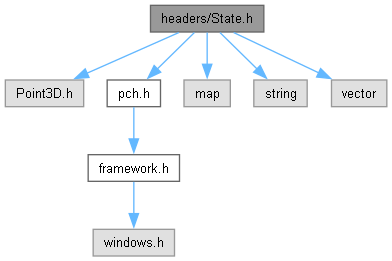 headers/State.h
Point3D.h
pch.h
map
string
vector
framework.h
windows.h